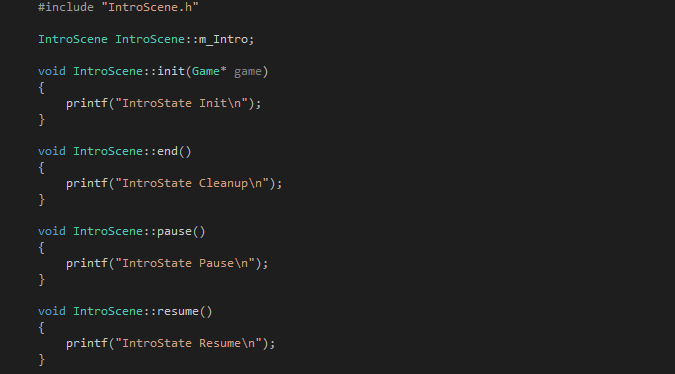 #include "IntroScene.h"
IntroScene IntroScene::m_Intro;
void IntroScene::init(Game* game)
{
    printf("IntroState Init\n");
}
void IntroScene::end()
{
    printf("IntroState Cleanup\n");
}
void IntroScene::pause()
{
    printf("IntroState Pause\n");
}
void IntroScene::resume()
{
    printf("IntroState Resume\n");
}